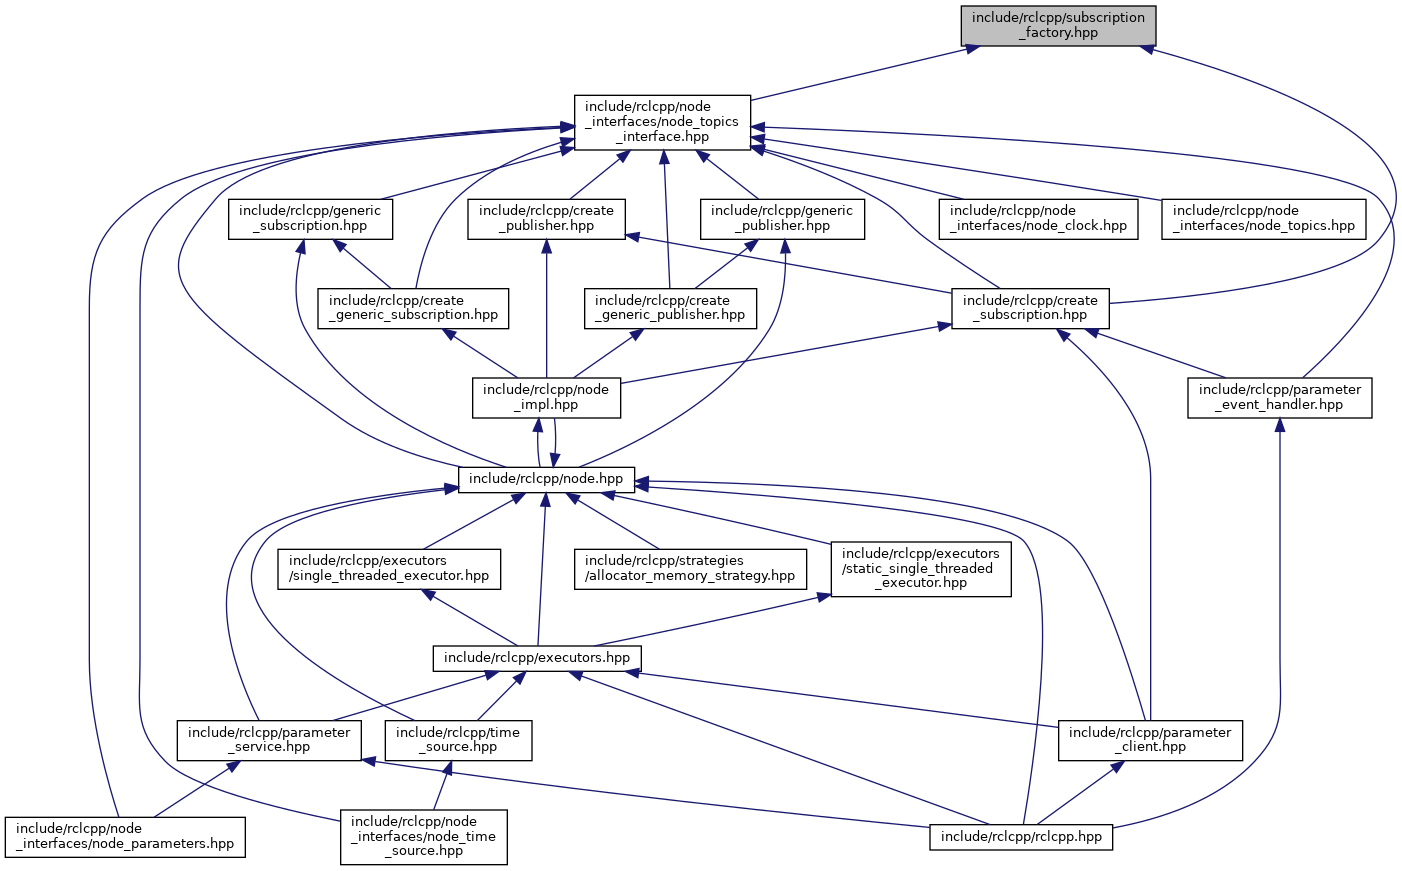 include/rclcpp/subscription
_factory.hpp
include/rclcpp/node
_interfaces/node_topics
_interface.hpp
include/rclcpp/generic
_subscription.hpp
include/rclcpp/create
_publisher.hpp
include/rclcpp/generic
_publisher.hpp
include/rclcpp/node
_interfaces/node_clock.hpp
include/rclcpp/node
_interfaces/node_topics.hpp
include/rclcpp/create
_generic_subscription.hpp
include/rclcpp/create
_generic_publisher.hpp
include/rclcpp/create
_subscription.hpp
include/rclcpp/node
_impl.hpp
include/rclcpp/parameter
_event_handler.hpp
include/rclcpp/node.hpp
include/rclcpp/executors
/single_threaded_executor.hpp
include/rclcpp/strategies
/allocator_memory_strategy.hpp
include/rclcpp/executors
/static_single_threaded
_executor.hpp
include/rclcpp/executors.hpp
include/rclcpp/parameter
_service.hpp
include/rclcpp/time
_source.hpp
include/rclcpp/parameter
_client.hpp
include/rclcpp/node
_interfaces/node_parameters.hpp
include/rclcpp/node
_interfaces/node_time
_source.hpp
include/rclcpp/rclcpp.hpp